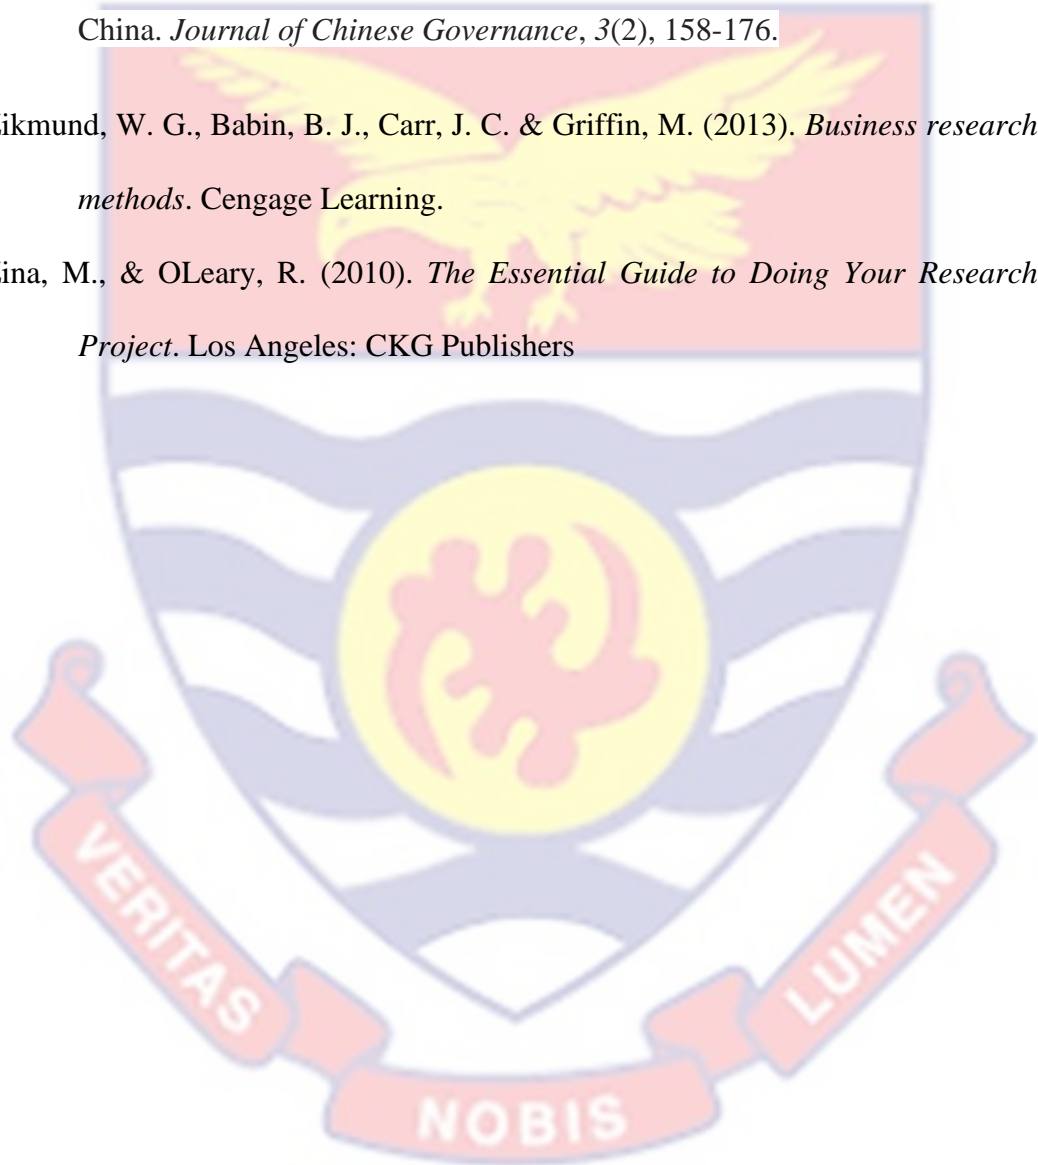 China. Journal of Chinese Governance, 3(2), 158-176.
ikmund, W. G., Babin, B. J., Carr, J. C. & Griffin, M. (2013). Business research
methods. Cengage Learning.
ina, M., & OLeary, R. (2010). The Essential Guide to Doing Your Research
Project. Los Angeles: CKG Publishers
VERITAS
NOBIS
LUMEN